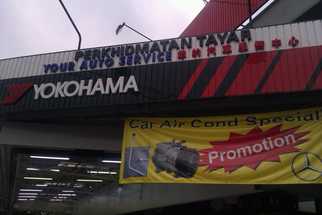 PERKHIDMATAN TAYAR
YOUR AUTO SERVICE
YOKOHAMA
Car Air Cond Special
Promotion